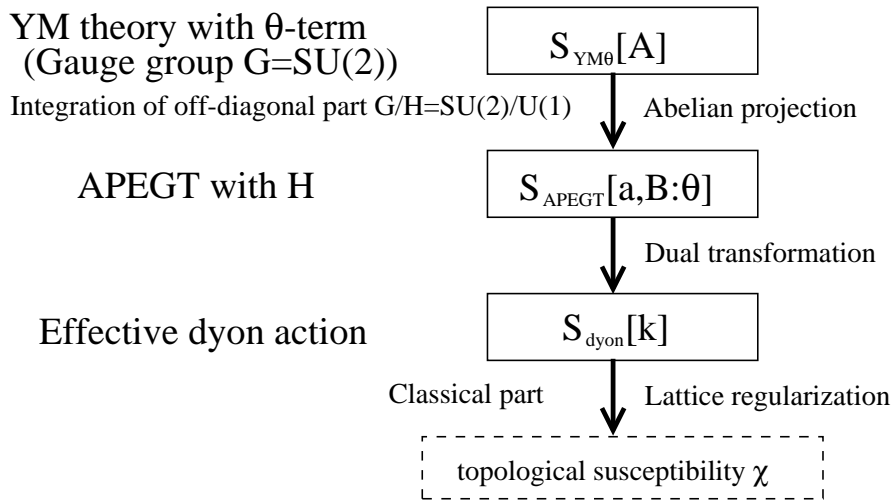 YM theory with θ-term
(Gauge group G=SU(2))
S_YMθ[A]
Integration of off-diagonal part G/H=SU(2)/U(1)
Abelian projection
APEGT with H
S_APEGT[a,B:θ]
Dual transformation
Effective dyon action
S_dyon[k]
Classical part
Lattice regularization
topological susceptibility χ